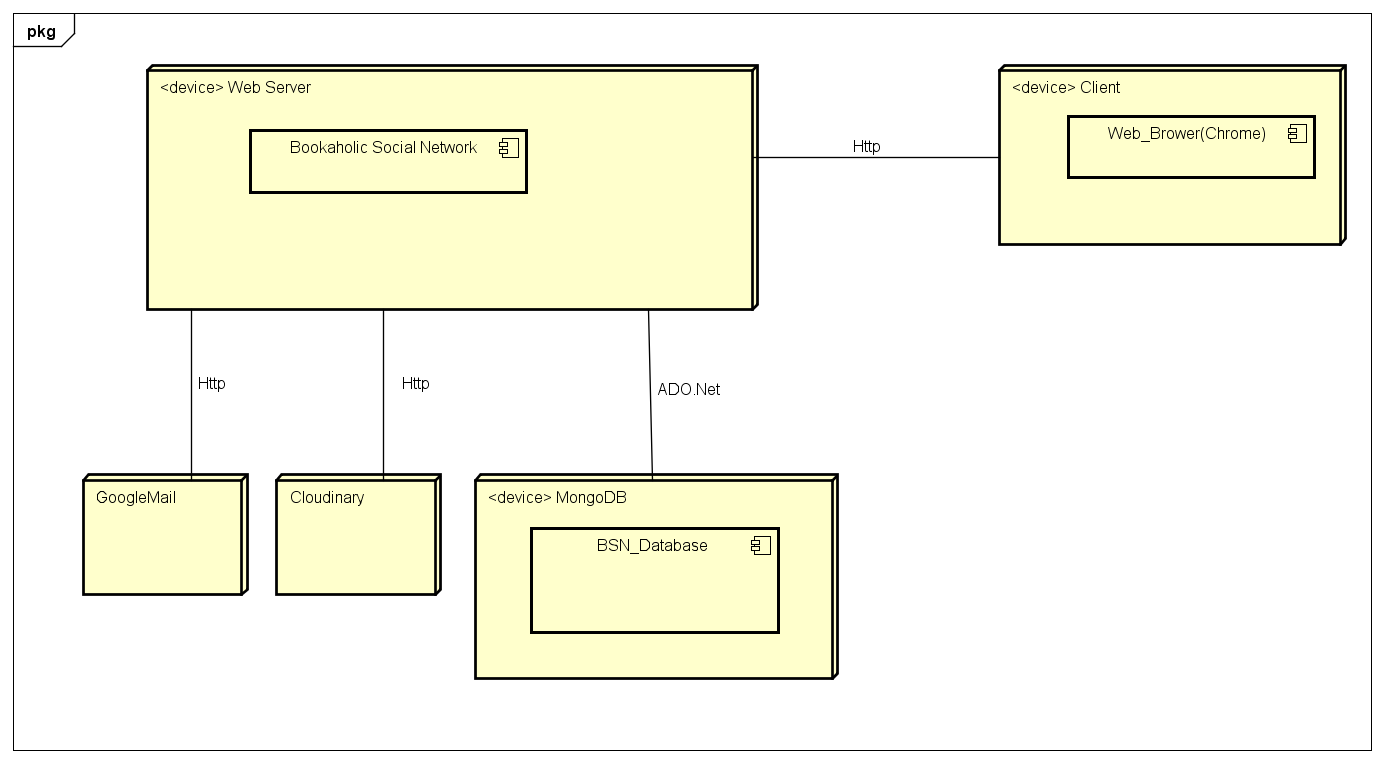 pkg
<device> Web Server
Bookaholic Social Network
<device> Client
Web_Brower(Chrome)
Http
Http
Http
ADO.Net
GoogleMail
Cloudinary
<device> MongoDB
BSN_Database